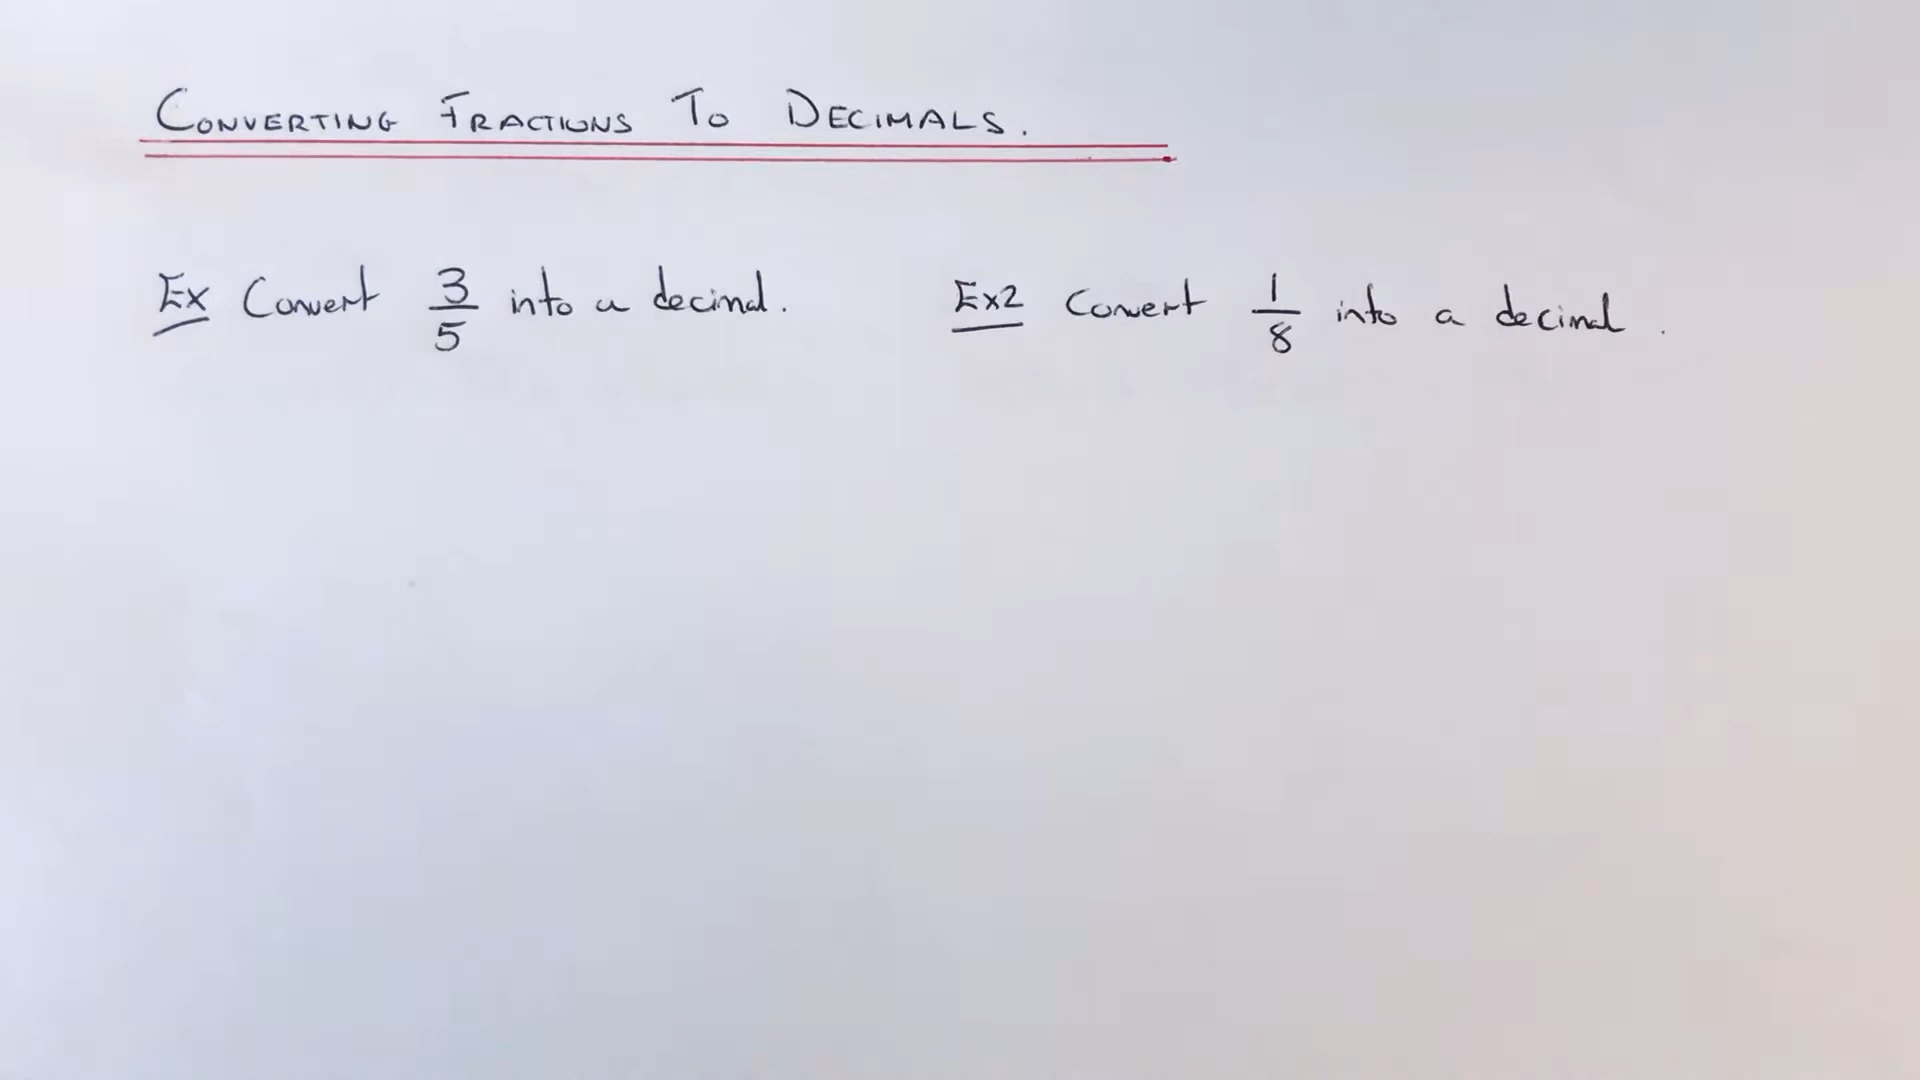 CONVERTING FRACTIONS TO DECIMALS.
Ex Convert 3/5 into a decimal.
Ex2 Convert 1/8 into a decimal.